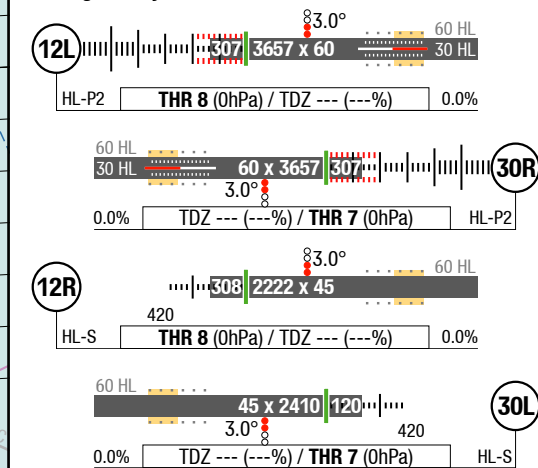 3.0° 60 HL
12L 307 3657 x 60 30 HL
HL-P2 THR 8 (0hPa) / TDZ --- (---%) 0.0%
60 HL
30 HL 60 x 3657 307 30R
3.0°
0.0% TDZ --- (---%) / THR 7 (0hPa) HL-P2
3.0° 60 HL
12R 308 2222 x 45
420
HL-S THR 8 (0hPa) / TDZ --- (---%) 0.0%
60 HL
45 x 2410 120 30L
3.0° 420
0.0% TDZ --- (---%) / THR 7 (0hPa) HL-S